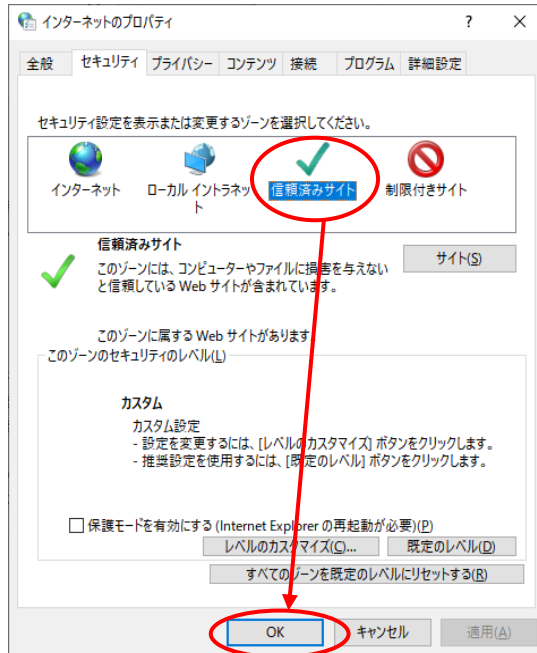 インターネットのプロパティ
?
×
全般 セキュリティ プライバシー コンテンツ 接続 プログラム 詳細設定
セキュリティ設定を表示または変更するゾーンを選択してください。
インターネット ローカル イントラネッ 信頼済みサイト 制限付きサイト
ト
信頼済みサイト
サイト(S)
このゾーンには、コンピューターやファイルに損害を与えない
と信頼している Web サイトが含まれています。
このゾーンに属する Web サイトがあります
このゾーンのセキュリティのレベル(L)
カスタム
カスタム設定
- 設定を変更するには、[レベルのカスタマイズ] ボタンをクリックします。
- 推奨設定を使用するには、[既定のレベル] ボタンをクリックします。
保護モードを有効にする (Internet Explorer の再起動が必要)(P)
レベルのカスタマイズ(C)... 既定のレベル(D)
すべてのゾーンを既定のレベルにリセットする(R)
OK キャンセル 適用(A)